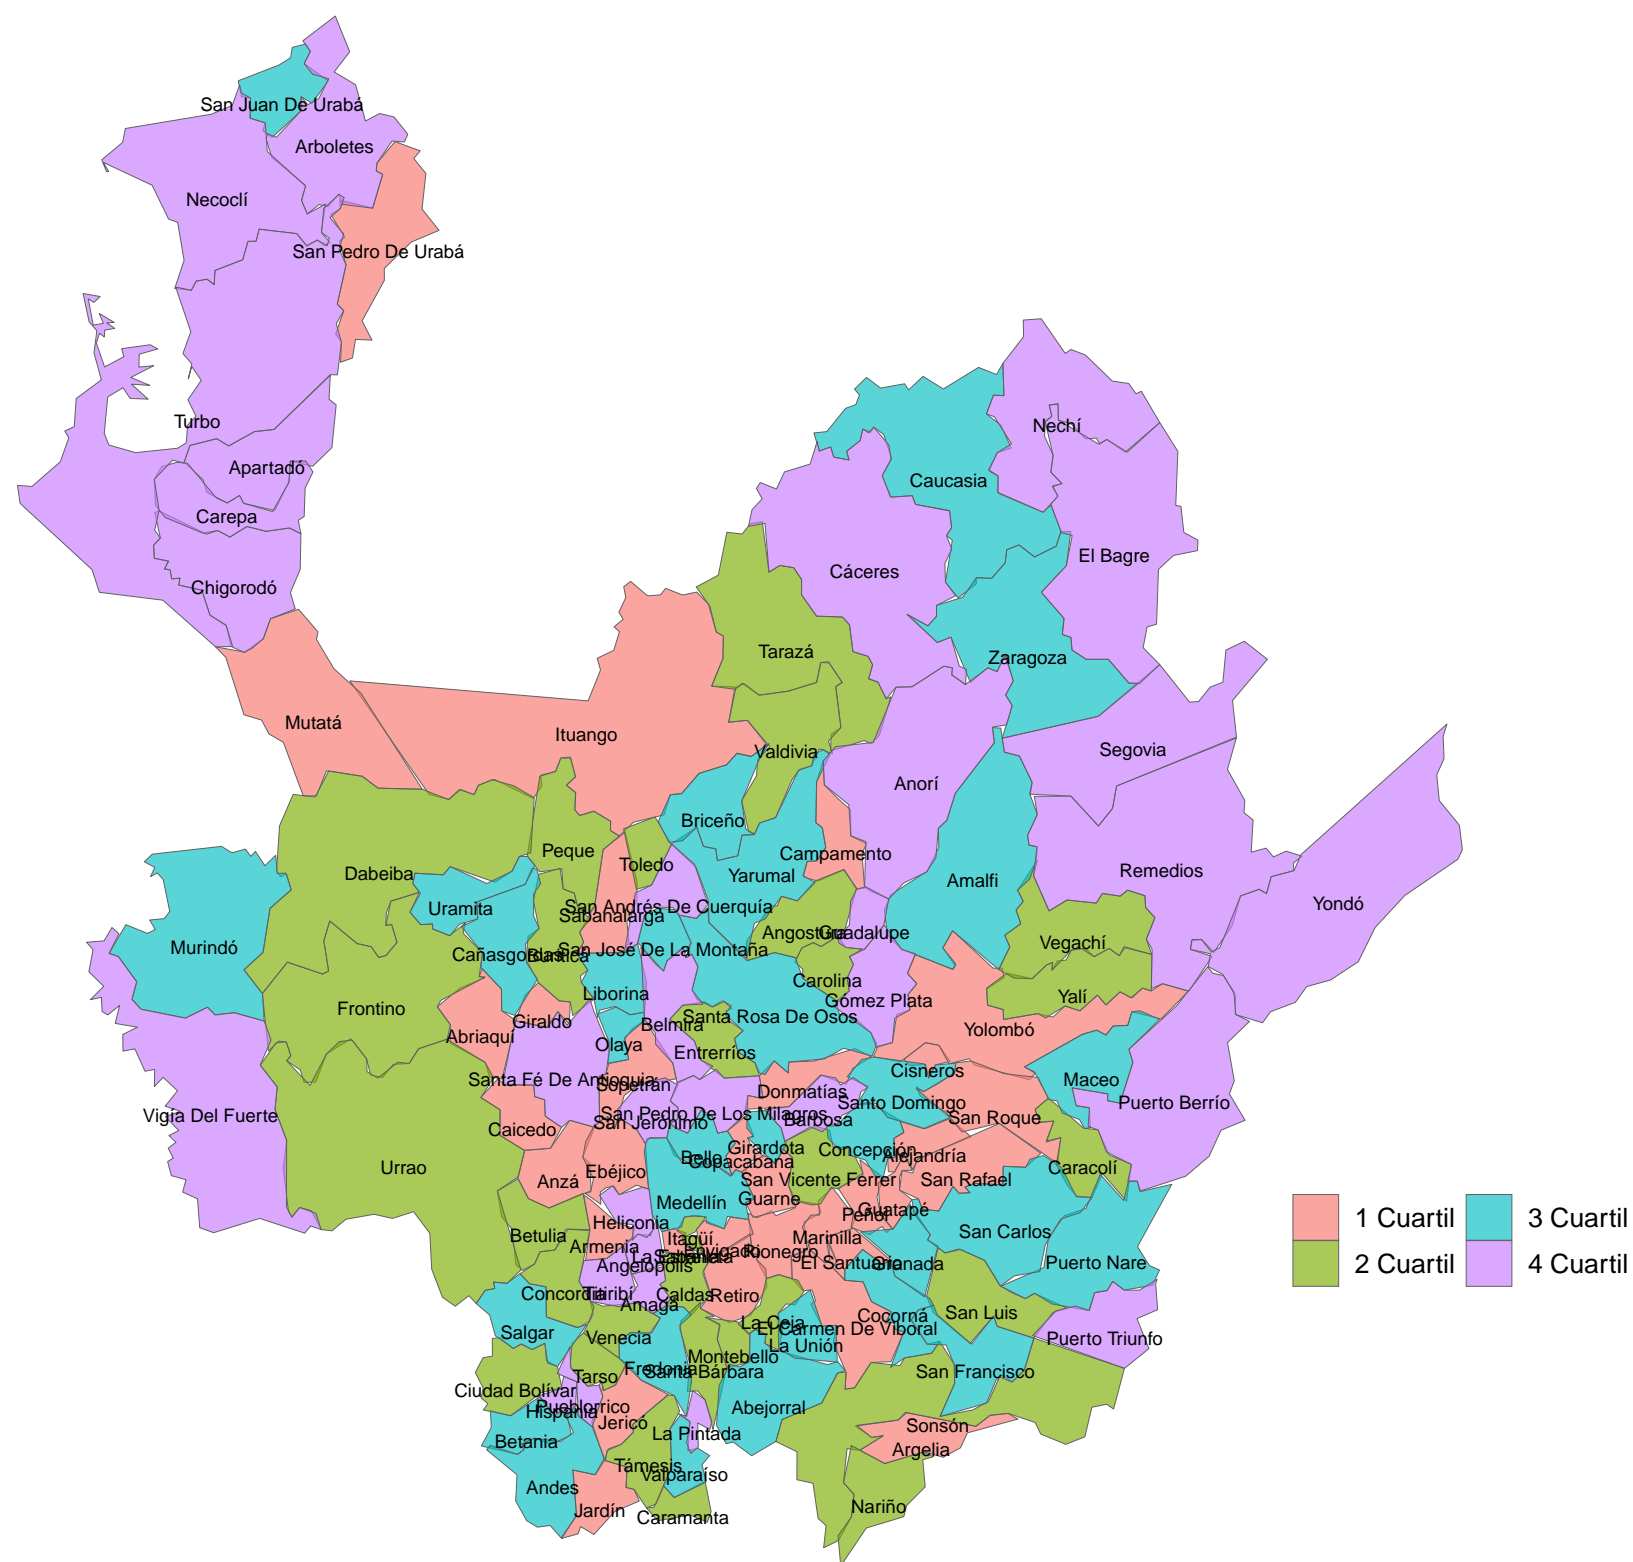 San Juan De Urabá
Arboletes
Necoclí
San Pedro De Urabá
Turbo
Nechí
Apartadó
Caucasia
Carepa
El Bagre
Cáceres
Chigorodó
Tarazá
Zaragoza
Mutatá
Ituango
Valdivia
Segovia
Anorí
Briceño
Peque
Campamento
Toledo
Dabeiba
Yarumal
Amalfi
Remedios
Yondó
Uramita
San Andrés De Cuerquía
Sabanalarga
Angostura
Guadalupe
Vegachí
Murindó
Cañasgordas
Buriticá
San José De La Montaña
Carolina
Liborina
Yalí
Gómez Plata
Frontino
Giraldo
Santa Rosa De Osos
Belmira
Yolombó
Abriaquí
Olaya
Entrerríos
Cisneros
Santa Fé De Antioquia
Sopetrán
Maceo
Donmatías
Santo Domingo
Puerto Berrío
Vigía Del Fuerte
San Pedro De Los Milagros
San Jerónimo
Barbosa
San Roque
Caicedo
Girardota
Concepción
Bello
Copacabana
Alejandría
Urrao
Ebéjico
Caracolí
Anzá
San Vicente Ferrer
San Rafael
Guarne
Medellín
Guatapé
Peñol
1 Cuartil
3 Cuartil
Heliconia
Betulia
Armenia
Itagüí
Marinilla
San Carlos
La Estrella
Sabaneta
Envigado
Rionegro
El Santuario
Granada
Puerto Nare
Angelópolis
2 Cuartil
4 Cuartil
Concordia
Titiribí
Caldas
Retiro
Amagá
San Luis
Cocorná
Salgar
Venecia
La Ceja
El Carmen De Viboral
Puerto Triunfo
La Unión
Montebello
Fredonia
Santa Bárbara
San Francisco
Tarso
Ciudad Bolívar
Pueblorrico
Hispania
Abejorral
Jericó
Sonsón
La Pintada
Betania
Argelia
Támesis
Valparaíso
Andes
Jardín
Caramanta
Nariño